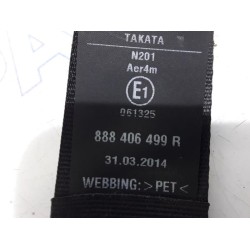 TAKATA
N201
Aer4m
E1
061325
888 406 499 R
31.03.2014
WEBBING: >PET<